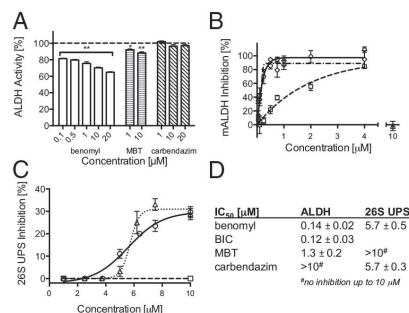 A
ALDH Activity [%]
100
80
60
40
20
0
**
* **
0.1 0.5 1 10 20 1 10 1 10 20
benomyl MBT carbendazim
Concentration [µM]
B
mALDH Inhibition [%]
120
100
80
60
40
20
0
0 1 2 3 4 10
Concentration [µM]
C
26S UPS Inhibition [%]
40
30
20
10
0
2 4 6 8 10
Concentration [µM]
D
IC50 [µM] ALDH 26S UPS
benomyl 0.14 ± 0.02 5.7 ± 0.5
BIC 0.12 ± 0.03
MBT 1.3 ± 0.2 >10#
carbendazim >10# 5.7 ± 0.3
#no inhibition up to 10 µM